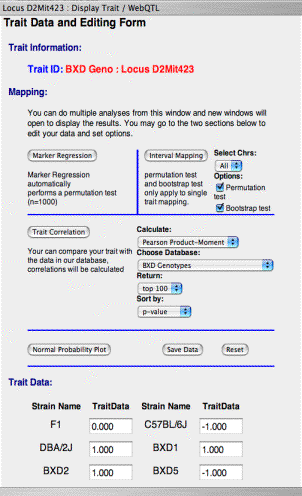 Locus D2Mit423 : Display Trait / WebQTL
Trait Data and Editing Form
Trait Information:
Trait ID: BXD Geno : Locus D2Mit423
Mapping:
You can do multiple analyses from this window and new windows will
open to display the results. You may go to the two sections below to
edit your data and set options.
Marker Regression
Marker Regression
automatically
performs a permutation test
(n=1000)
Interval Mapping
permutation test
and bootstrap test
only apply to single
trait mapping.
Select Chrs:
All
Options:
Permutation
test
Bootstrap test
Trait Correlation
Your can compare your trait with
the data in our database,
correlations will be calculated
Calculate:
Pearson Product-Moment
Choose Database:
BXD Genotypes
Return:
top 100
Sort by:
p-value
Normal Probability Plot Save Data Reset
Trait Data:
Strain Name TraitData Strain Name TraitData
F1 0.000 C57BL/6J -1.000
DBA/2J 1.000 BXD1 1.000
BXD2 1.000 BXD5 -1.000